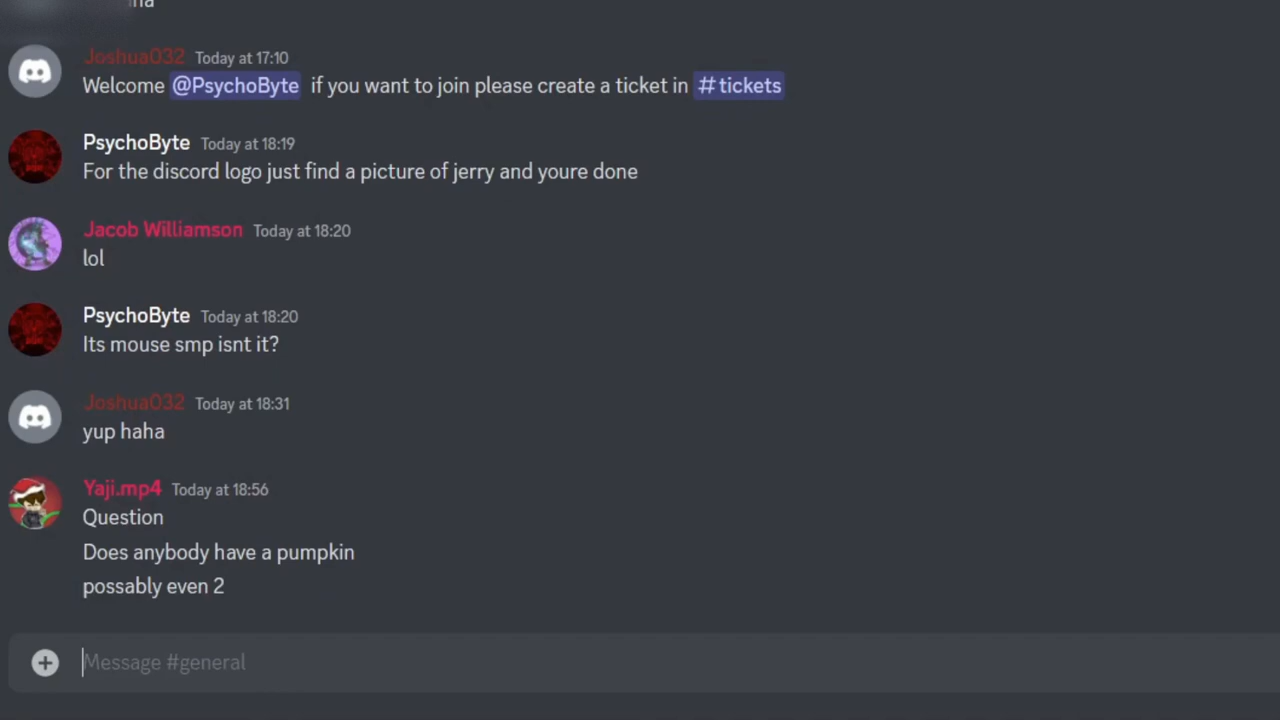 Joshua032 Today at 17:10
Welcome @PsychoByte if you want to join please create a ticket in #tickets
PsychoByte Today at 18:19
For the discord logo just find a picture of jerry and youre done
Jacob Williamson Today at 18:20
lol
PsychoByte Today at 18:20
Its mouse smp isnt it?
Joshua032 Today at 18:31
yup haha
Yaji.mp4 Today at 18:56
Question
Does anybody have a pumpkin
possably even 2
Message #general